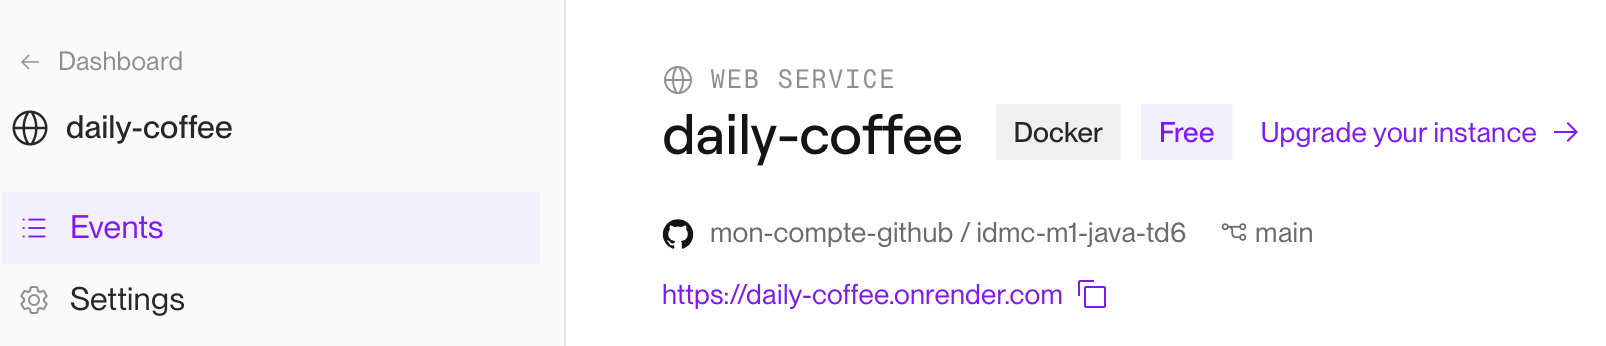 ← Dashboard
daily-coffee
Events
Settings
WEB SERVICE
daily-coffee Docker Free Upgrade your instance →
mon-compte-github / idmc-m1-java-td6 main
https://daily-coffee.onrender.com